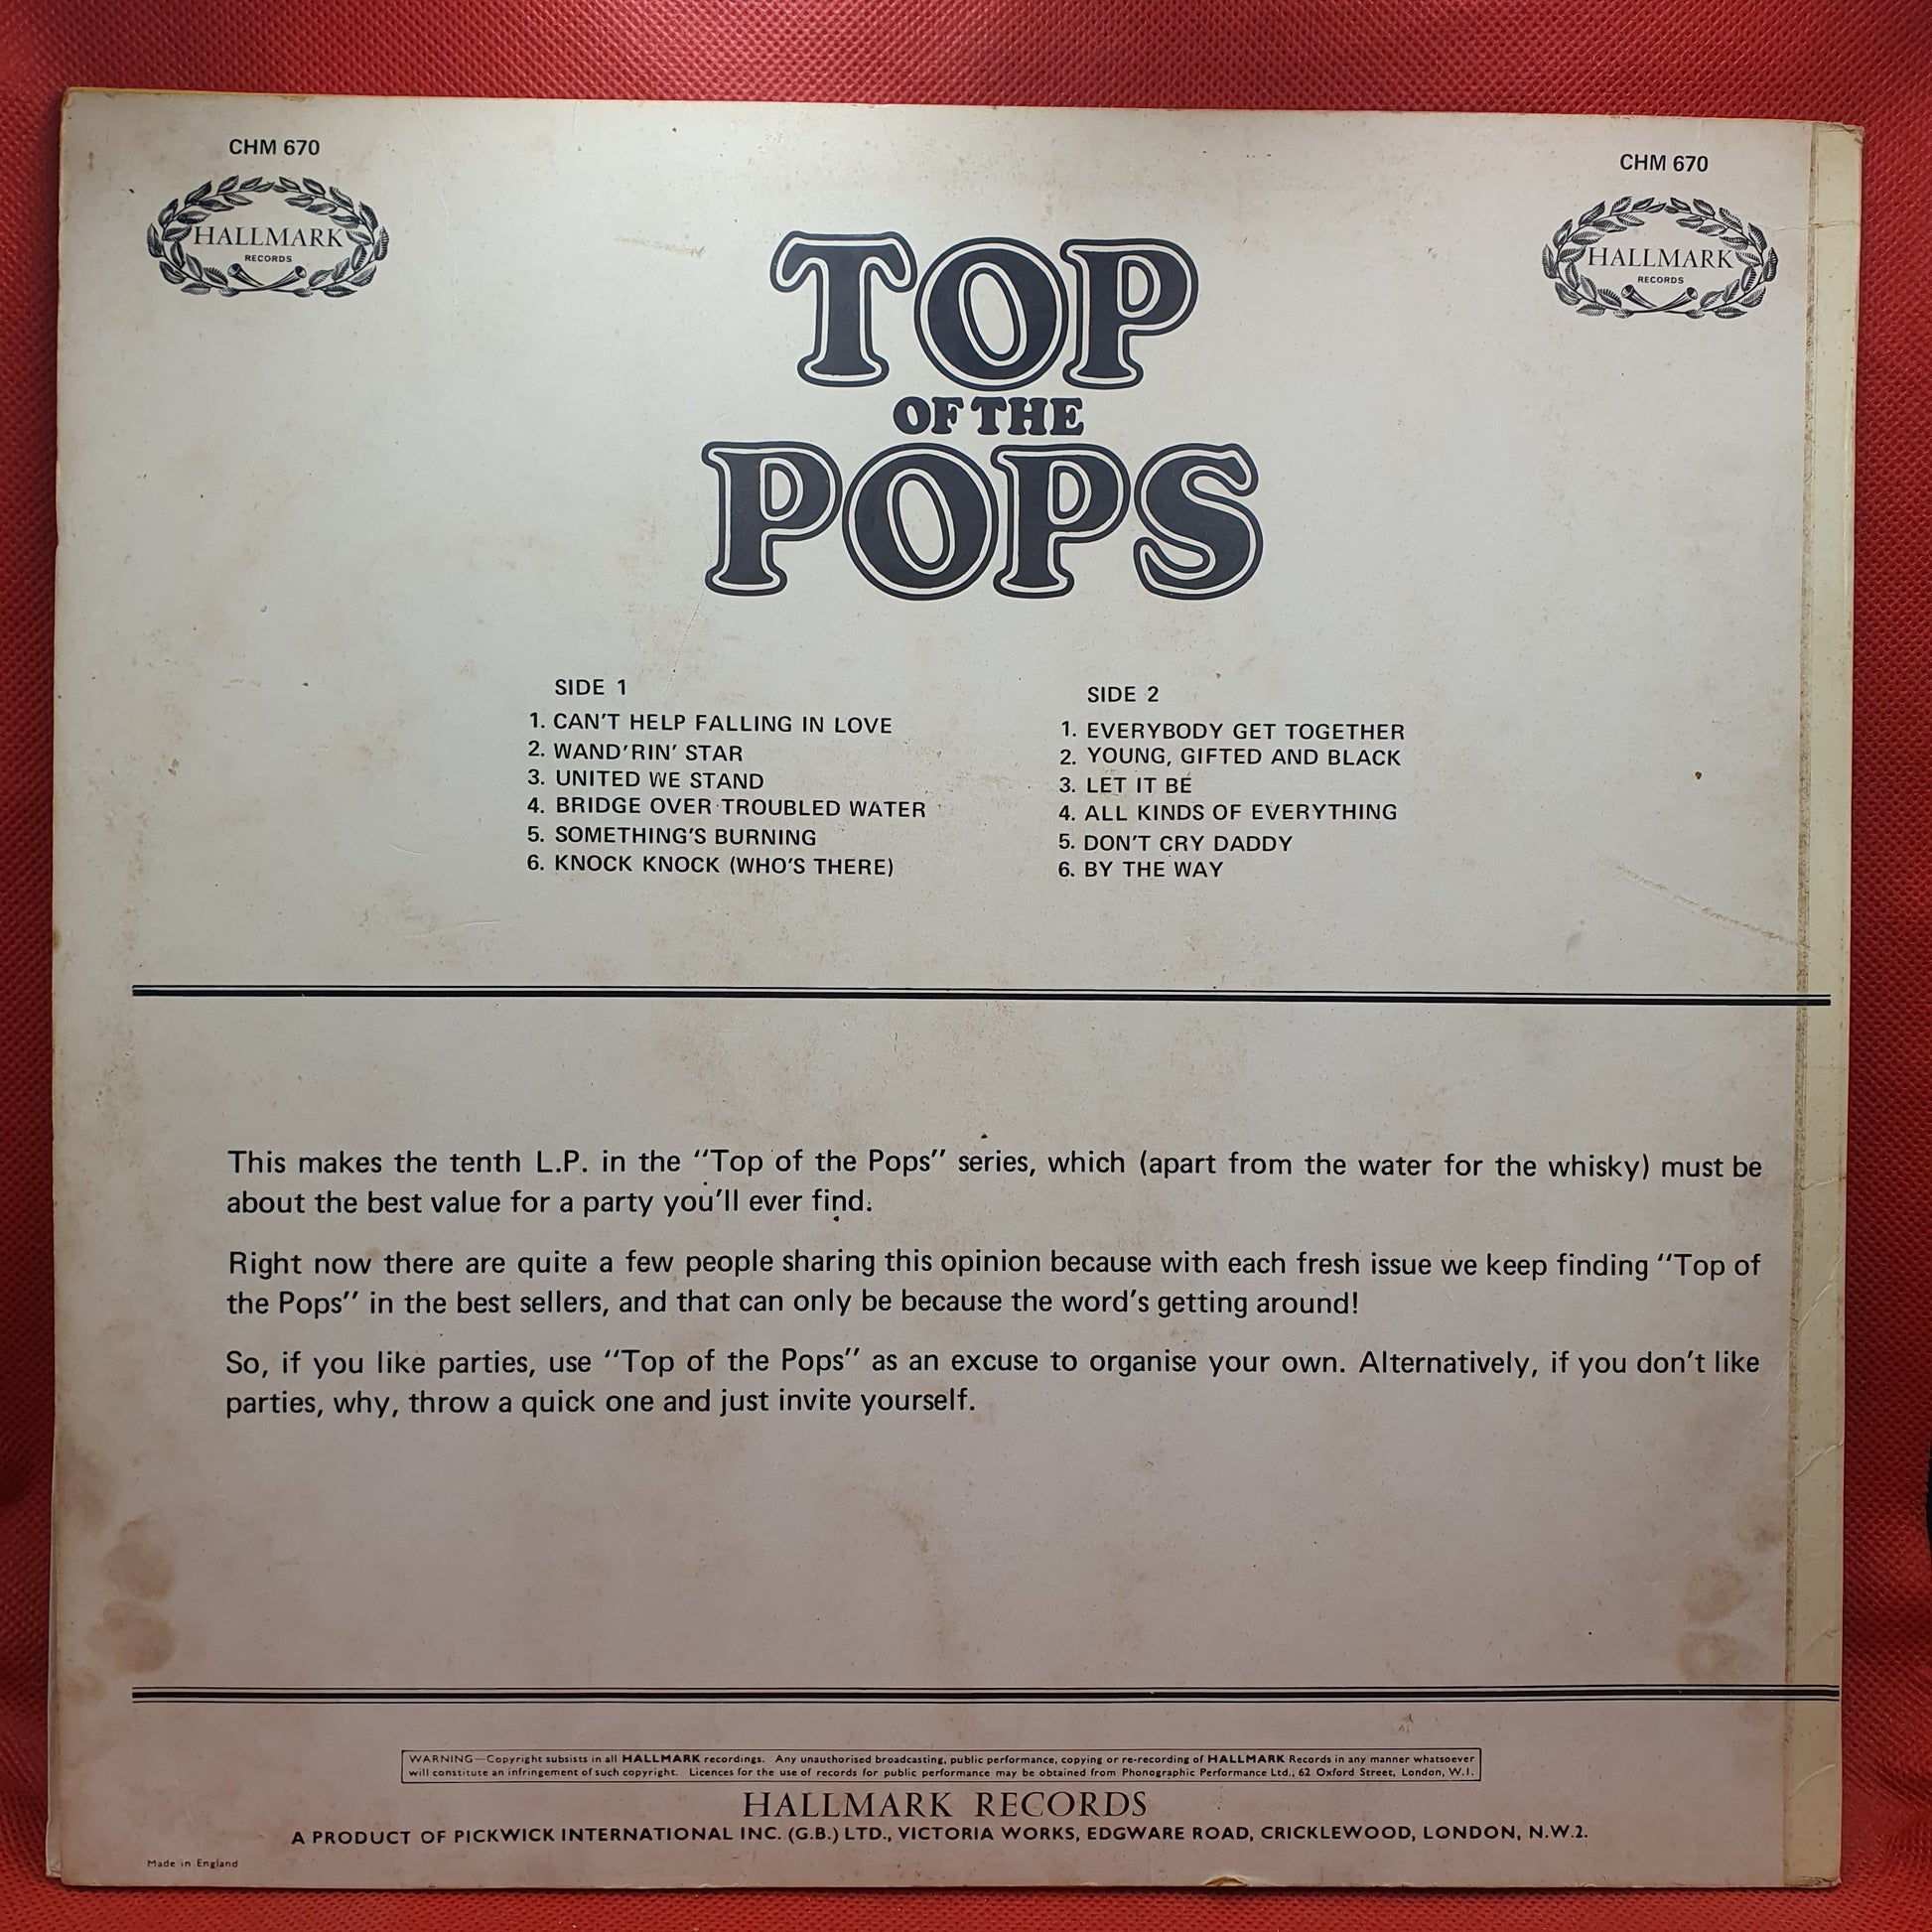 CHM 670
HALLMARK
RECORDS
CHM 670
HALLMARK
RECORDS
TOP
OF THE
POPS
SIDE 1
1. CAN'T HELP FALLING IN LOVE
2. WAND'RIN' STAR
3. UNITED WE STAND
4. BRIDGE OVER TROUBLED WATER
5. SOMETHING'S BURNING
6. KNOCK KNOCK (WHO'S THERE)
SIDE 2
1. EVERYBODY GET TOGETHER
2. YOUNG, GIFTED AND BLACK
3. LET IT BE
4. ALL KINDS OF EVERYTHING
5. DON'T CRY DADDY
6. BY THE WAY
This makes the tenth L.P. in the "Top of the Pops" series, which (apart from the water for the whisky) must be
about the best value for a party you'll ever find.
Right now there are quite a few people sharing this opinion because with each fresh issue we keep finding "Top of
the Pops" in the best sellers, and that can only be because the word's getting around!
So, if you like parties, use "Top of the Pops" as an excuse to organise your own. Alternatively, if you don't like
parties, why, throw a quick one and just invite yourself.
WARNING—Copyright subsists in all HALLMARK recordings. Any unauthorised broadcasting, public performance, copying or re-recording of HALLMARK Records in any manner whatsoever
will constitute an infringement of such copyright. Licences for the use of records for public performance may be obtained from Phonographic Performance Ltd., 62 Oxford Street, London, W.1.
HALLMARK RECORDS
A PRODUCT OF PICKWICK INTERNATIONAL INC. (G.B.) LTD., VICTORIA WORKS, EDGWARE ROAD, CRICKLEWOOD, LONDON, N.W.2.
Made in England